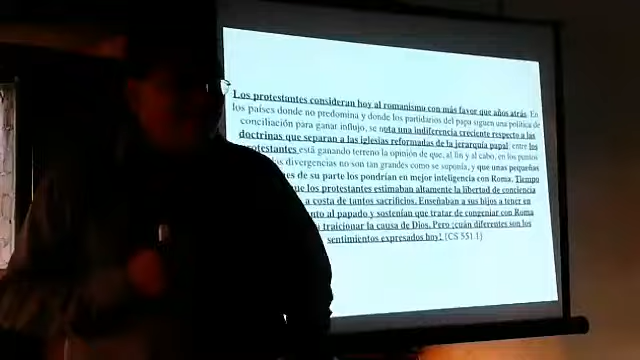 Los protestantes consideran hoy al romanismo con más favor que años atrás. En
los países donde no predomina y donde los partidarios del papa siguen una política de
conciliación para ganar influjo, se nota una indiferencia creciente respecto a las
doctrinas que separan a las iglesias reformadas de la jerarquía papal; entre los
protestantes está ganando terreno la opinión de que, al fin y al cabo, en los puntos
divergencias no son tan grandes como se suponía, y que unas pequeñas
de su parte los pondrían en mejor inteligencia con Roma. Tiempo
que los protestantes estimaban altamente la libertad de conciencia
a costa de tantos sacrificios. Enseñaban a sus hijos a tener en
al papado y sostenían que tratar de congeniar con Roma
traicionar la causa de Dios. Pero ¡cuán diferentes son los
sentimientos expresados hoy! {CS 551.1}